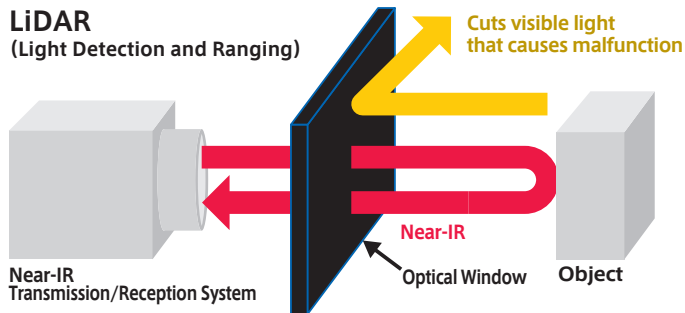 LiDAR
(Light Detection and Ranging)
Cuts visible light
that causes malfunction
Near-IR
Optical Window
Object
Near-IR
Transmission/Reception System